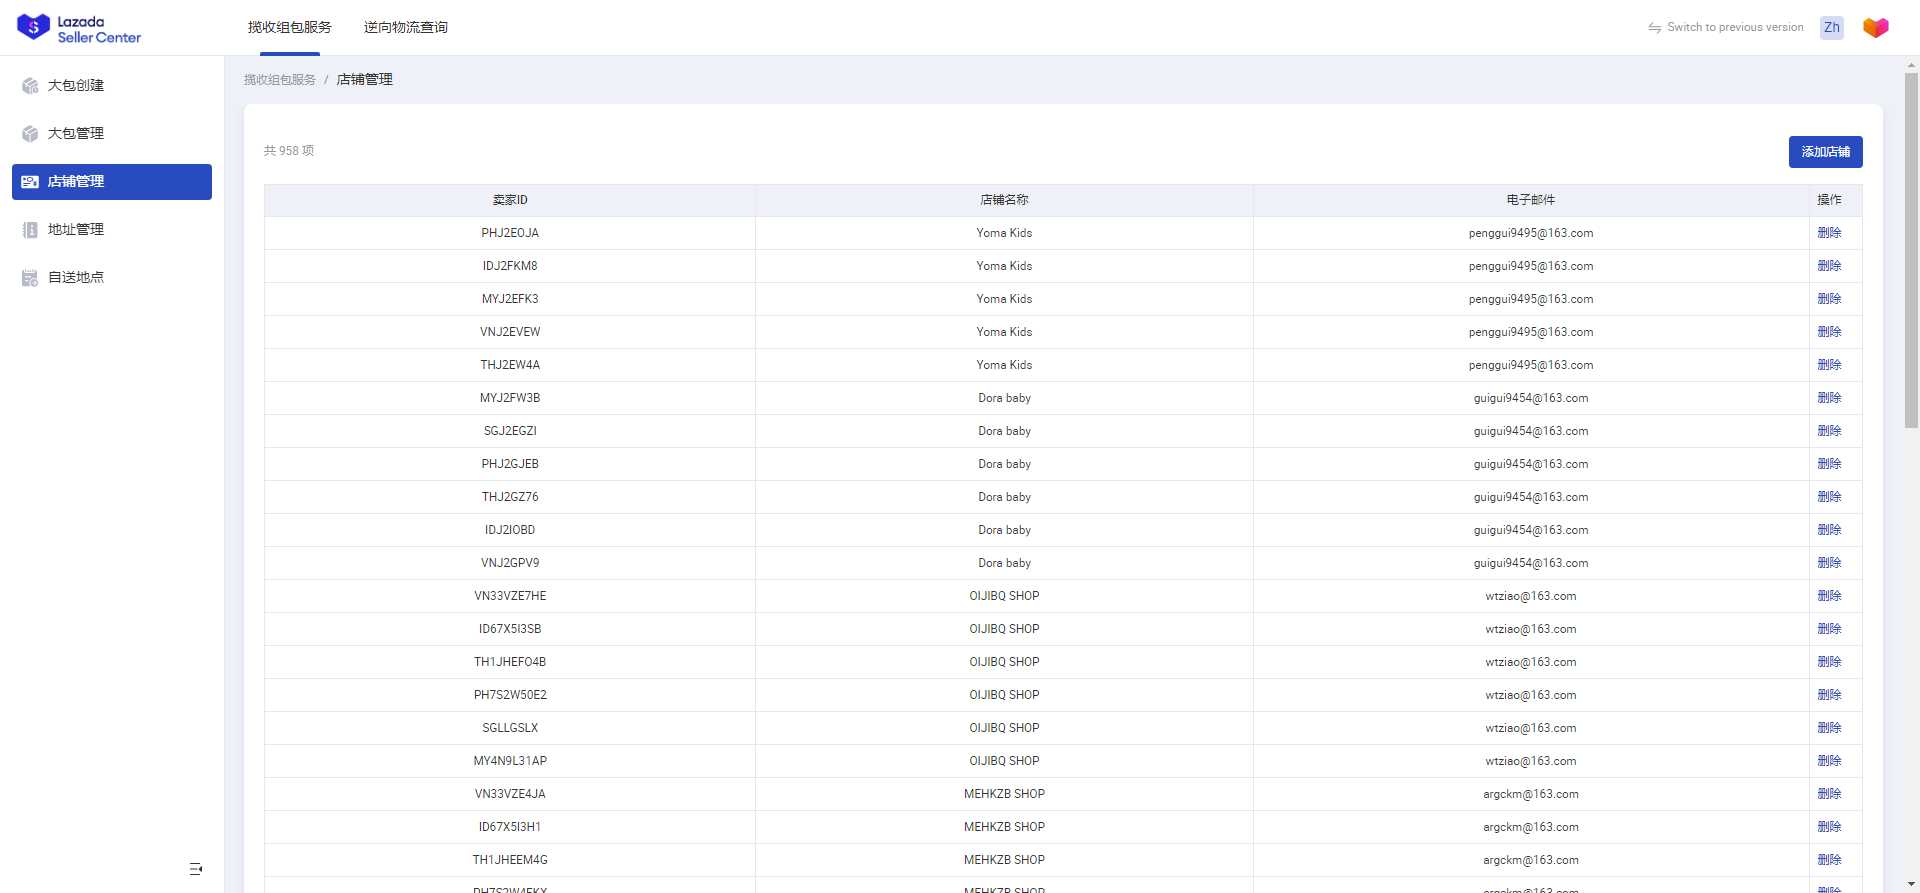 Lazada
Seller Center
揽收组包服务
逆向物流查询
Switch to previous version
Zh
大包创建
大包管理
店铺管理
地址管理
自送地点
揽收组包服务 / 店铺管理
共 958 项
添加店铺
卖家ID 店铺名称 电子邮件 操作
PHJ2EOJA Yoma Kids penggui9495@163.com 删除
IDJ2FKM8 Yoma Kids penggui9495@163.com 删除
MYJ2EFK3 Yoma Kids penggui9495@163.com 删除
VNJ2EVEW Yoma Kids penggui9495@163.com 删除
THJ2EW4A Yoma Kids penggui9495@163.com 删除
MYJ2FW3B Dora baby guigui9454@163.com 删除
SGJ2EGZI Dora baby guigui9454@163.com 删除
PHJ2GJEB Dora baby guigui9454@163.com 删除
THJ2GZ76 Dora baby guigui9454@163.com 删除
IDJ2IOBD Dora baby guigui9454@163.com 删除
VNJ2GPV9 Dora baby guigui9454@163.com 删除
VN33VZE7HE OIJIBQ SHOP wtziao@163.com 删除
ID67X5I3SB OIJIBQ SHOP wtziao@163.com 删除
TH1JHEFO4B OIJIBQ SHOP wtziao@163.com 删除
PH7S2W50E2 OIJIBQ SHOP wtziao@163.com 删除
SGLLGSLX OIJIBQ SHOP wtziao@163.com 删除
MY4N9L31AP OIJIBQ SHOP wtziao@163.com 删除
VN33VZE4JA MEHKZB SHOP argckm@163.com 删除
ID67X5I3H1 MEHKZB SHOP argckm@163.com 删除
TH1JHEEM4G MEHKZB SHOP argckm@163.com 删除
MEHKZB SHOP argckm@163.com 删除